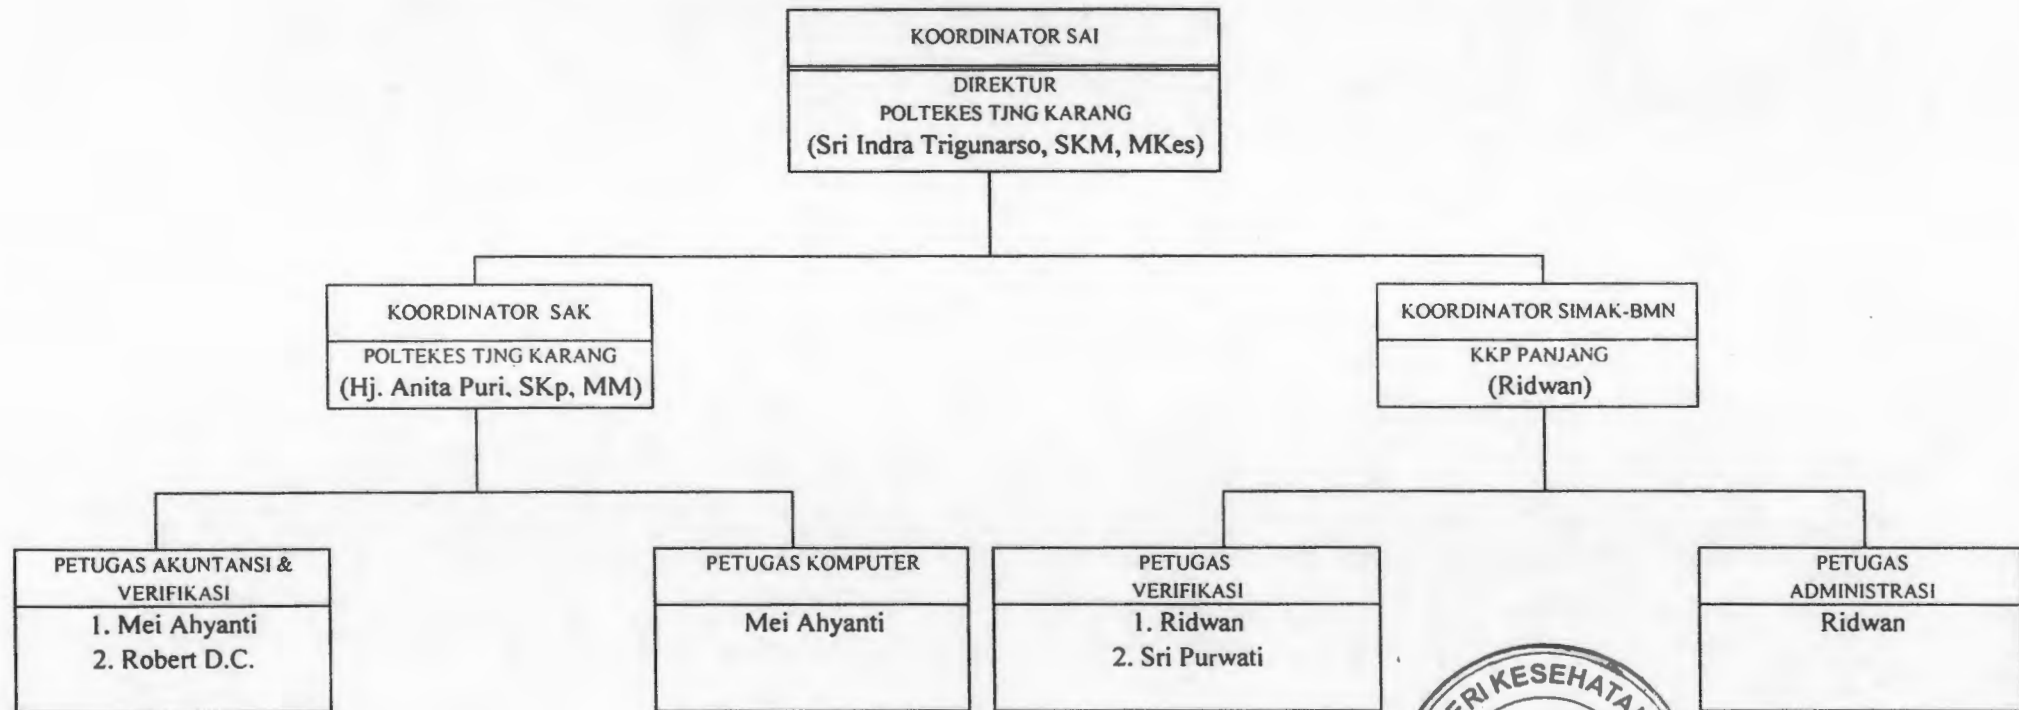 KOORDINATOR SAI
DIREKTUR
POLTEKES TJNG KARANG
(Sri Indra Trigunarso, SKM, MKes)
KOORDINATOR SAK
POLTEKES TJNG KARANG
(Hj. Anita Puri, SKp, MM)
KOORDINATOR SIMAK-BMN
KKP PANJANG
(Ridwan)
PETUGAS AKUNTANSI &
VERIFIKASI
1. Mei Ahyanti
2. Robert D.C.
PETUGAS KOMPUTER
Mei Ahyanti
PETUGAS
VERIFIKASI
1. Ridwan
2. Sri Purwati
PETUGAS
ADMINISTRASI
Ridwan
KESEHATAN